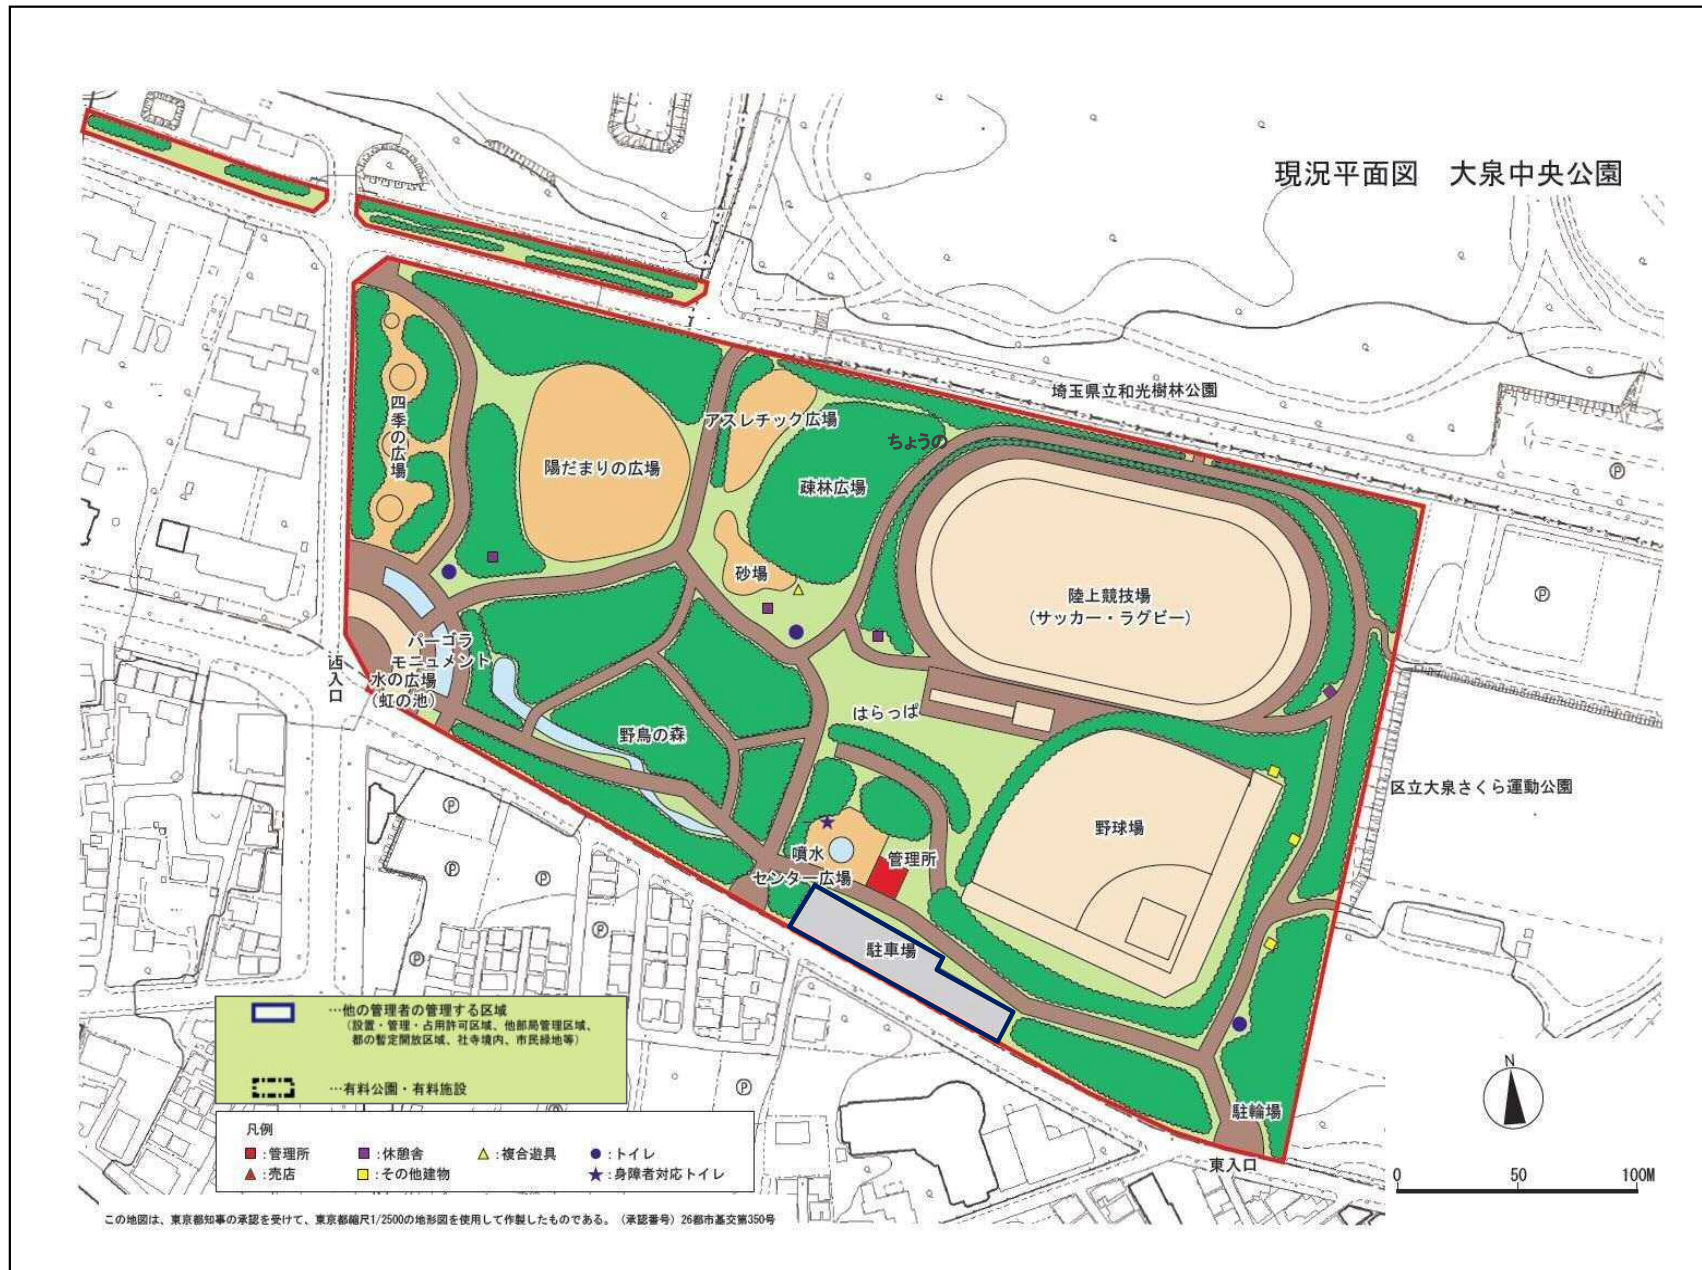 現況平面図　大泉中央公園
埼玉県立和光樹林公園
アスレチック広場
ちょうの
四季の広場
陽だまりの広場
疎林広場
砂場
陸上競技場
(サッカー・ラグビー)
パーゴラ
モニュメント
水の広場
(虹の池)
西入口
野鳥の森
はらっぱ
区立大泉さくら運動公園
野球場
噴水
管理所
センター広場
駐車場
駐輪場
東入口
Ⓟ
Ⓟ
Ⓟ
Ⓟ
Ⓟ
Ⓟ
Ⓟ
Ⓟ
…他の管理者の管理する区域
(設置・管理・占用許可区域、他部局管理区域、
都の暫定開放区域、社寺境内、市民緑地等)
…有料公園・有料施設
凡例
:管理所 :休憩舎 :複合遊具 :トイレ
:売店 :その他建物 :身障者対応トイレ
N
0 50 100M
この地図は、東京都知事の承認を受けて、東京都縮尺1/2500の地形図を使用して作製したものである。(承認番号)26都市基交第350号